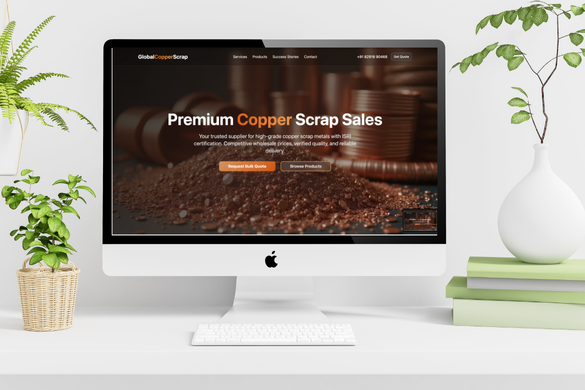 GlobalCopperScrap
Services Products Success Stories Contact
+91 82918 80468 Get Quote
Premium Copper Scrap Sales
Your trusted supplier for high-grade copper scrap metals with ISRI
certification. Competitive wholesale prices, verified quality, and reliable
delivery.
Request Bulk Quote Browse Products